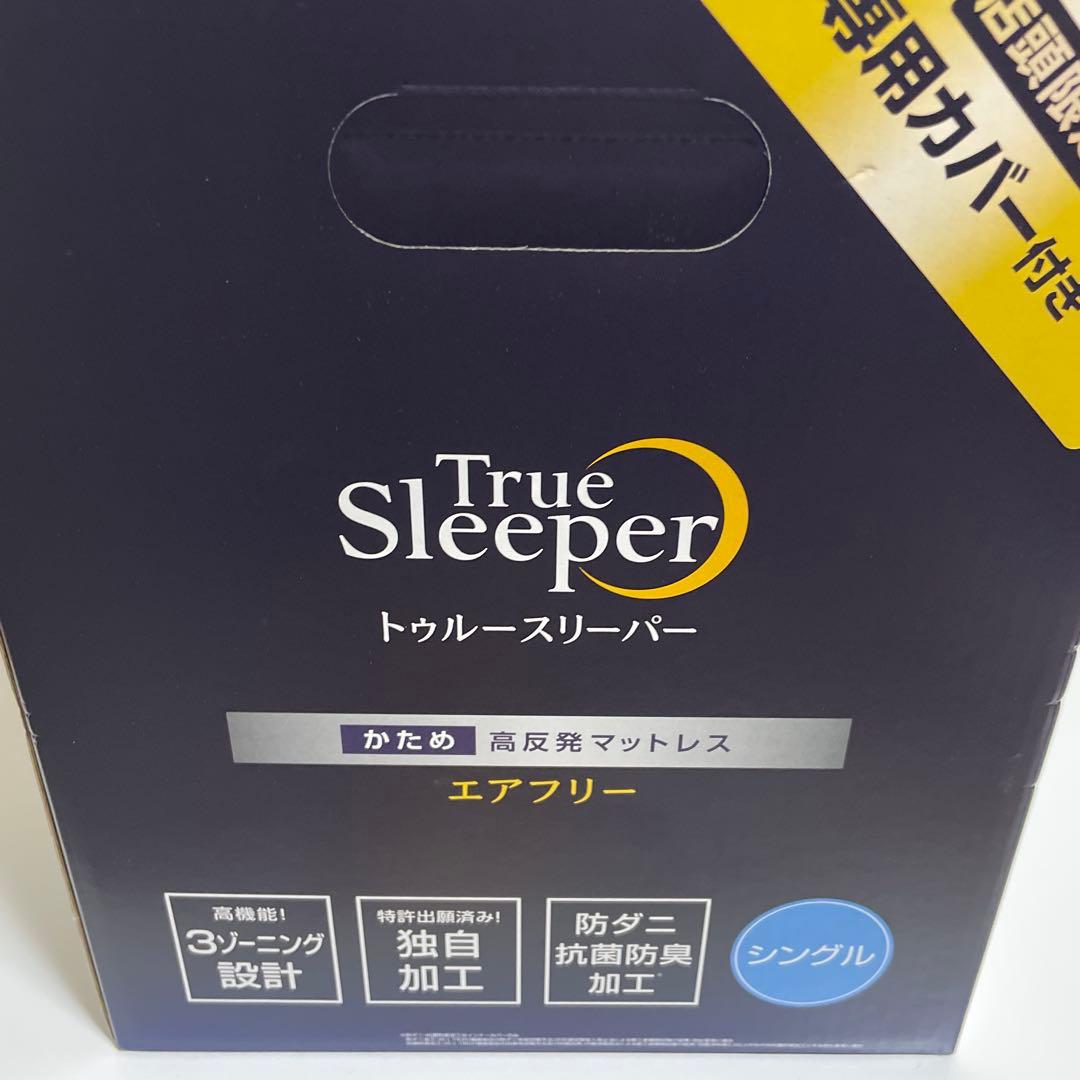 店頭限
専用カバー付き
True
Sleeper
トゥルースリーパー
かため 高反発マットレス
エアフリー
高機能!
3ゾーニング
設計
特許出願済み!
独自
加工
防ダニ
抗菌防臭
加工*
シングル